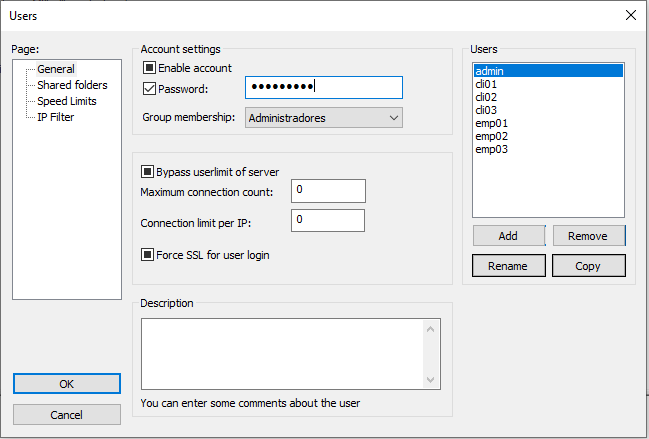 Users
Page:
General
Shared folders
Speed Limits
IP Filter
OK
Cancel
Account settings
Enable account
Password: •••••••••
Group membership: Administradores
Bypass userlimit of server
Maximum connection count: 0
Connection limit per IP: 0
Force SSL for user login
Description
You can enter some comments about the user
Users
admin
cli01
cli02
cli03
emp01
emp02
emp03
Add Remove
Rename Copy